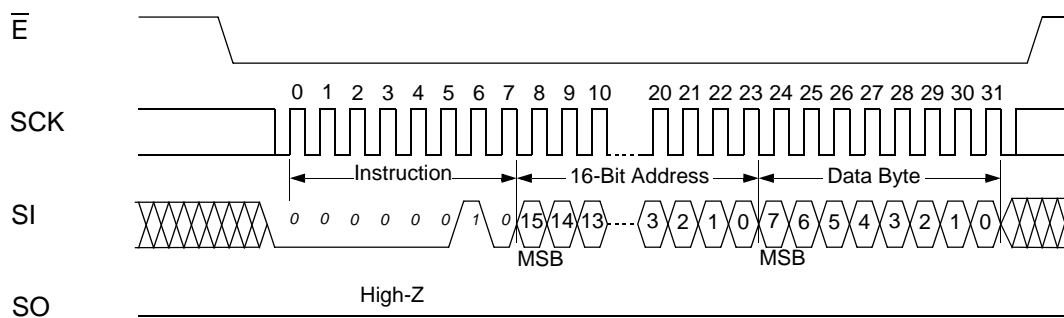 E
0 1 2 3 4 5 6 7 8 9 10 20 21 22 23 24 25 26 27 28 29 30 31
SCK
Instruction 16-Bit Address Data Byte
SI
0 0 0 0 0 0 1 0 15 14 13 3 2 1 0 7 6 5 4 3 2 1 0
MSB MSB
High-Z
SO